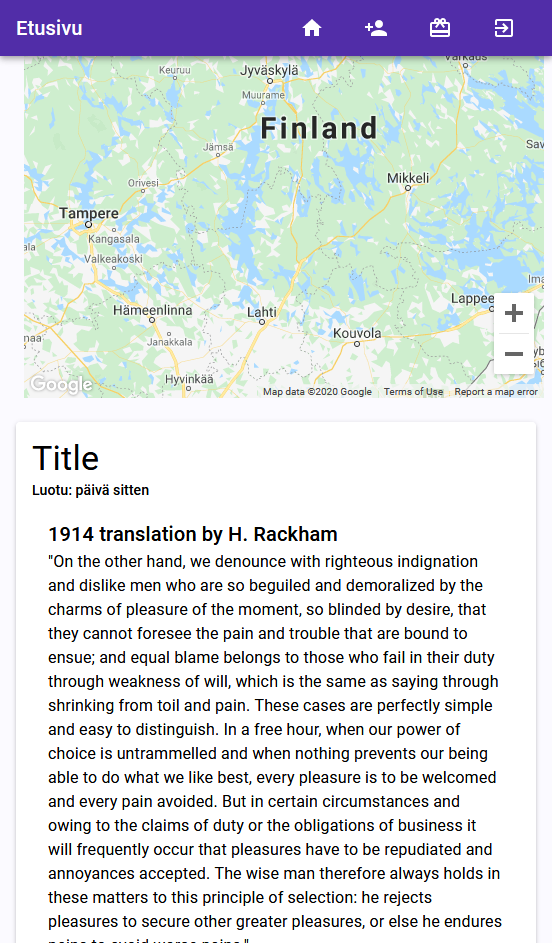 Etusivu
Varkaus
Keuruu
Jyväskylä
Muurame
Finland
Jämsä
Sav
Mikkeli
Orivesi
Tampere
Kangasala
ala
Valkeakoski
Ima
Lappee
Hämeenlinna
Lahti
Kouvola
naa
Janakkala
Hyvinkää
Google
Map data ©2020 Google
Terms of Use
Report a map error
Title
Luotu: päivä sitten
1914 translation by H. Rackham
"On the other hand, we denounce with righteous indignation
and dislike men who are so beguiled and demoralized by the
charms of pleasure of the moment, so blinded by desire, that
they cannot foresee the pain and trouble that are bound to
ensue; and equal blame belongs to those who fail in their duty
through weakness of will, which is the same as saying through
shrinking from toil and pain. These cases are perfectly simple
and easy to distinguish. In a free hour, when our power of
choice is untrammelled and when nothing prevents our being
able to do what we like best, every pleasure is to be welcomed
and every pain avoided. But in certain circumstances and
owing to the claims of duty or the obligations of business it
will frequently occur that pleasures have to be repudiated and
annoyances accepted. The wise man therefore always holds in
these matters to this principle of selection: he rejects
pleasures to secure other greater pleasures, or else he endures
pains to avoid worse pains."